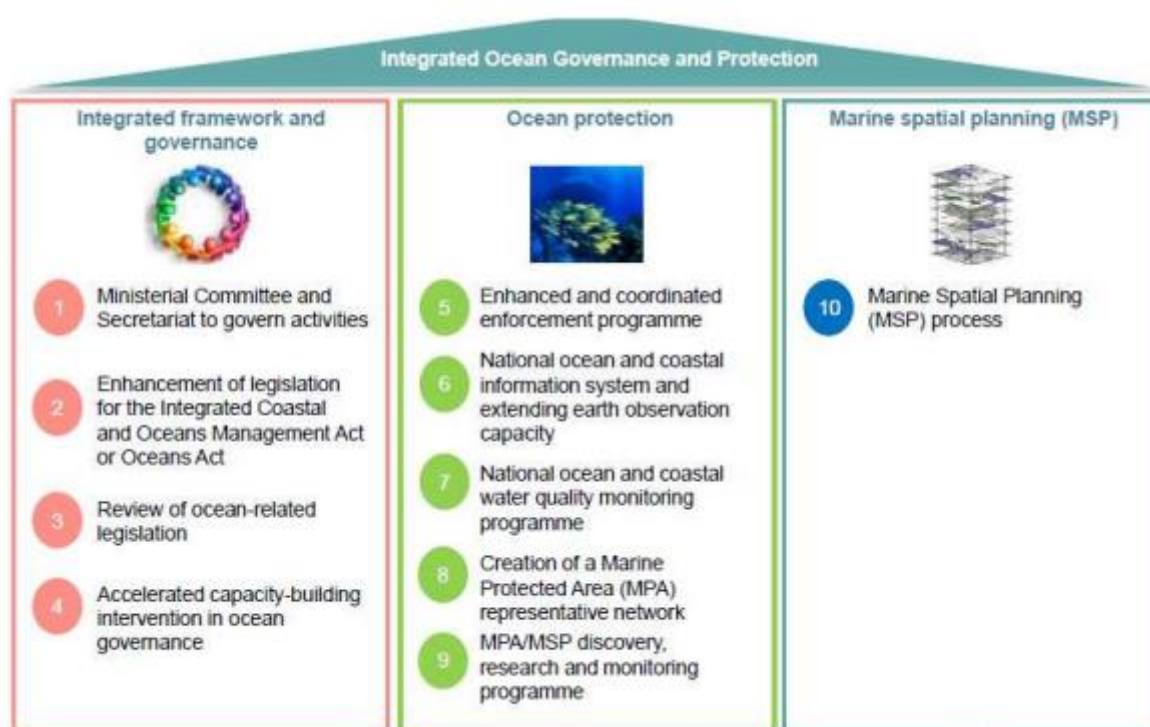 Integrated Ocean Governance and Protection
Integrated framework and
governance
1
Ministerial Committee and
Secretariat to govern activities
2
Enhancement of legislation
for the Integrated Coastal
and Oceans Management Act
or Oceans Act
3
Review of ocean-related
legislation
4
Accelerated capacity-building
intervention in ocean
governance
Ocean protection
5
Enhanced and coordinated
enforcement programme
6
National ocean and coastal
information system and
extending earth observation
capacity
7
National ocean and coastal
water quality monitoring
programme
8
Creation of a Marine
Protected Area (MPA)
representative network
9
MPA/MSP discovery,
research and monitoring
programme
Marine spatial planning (MSP)
10
Marine Spatial Planning
(MSP) process